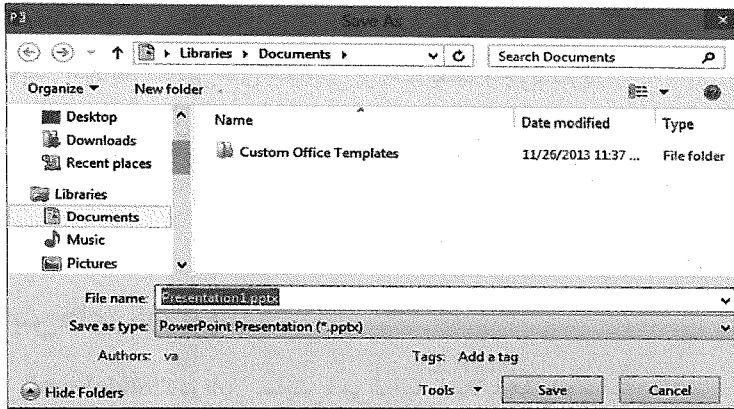 P
Save As
Libraries Documents Search Documents
Organize New folder
Name Date modified Type
Desktop
Downloads
Recent places
Custom Office Templates 11/26/2013 11:37 ... File folder
Libraries
Documents
Music
Pictures
File name: Presentation1.pptx
Save as type: PowerPoint Presentation (*.pptx)
Authors: va Tags: Add a tag
Hide Folders Tools Save Cancel